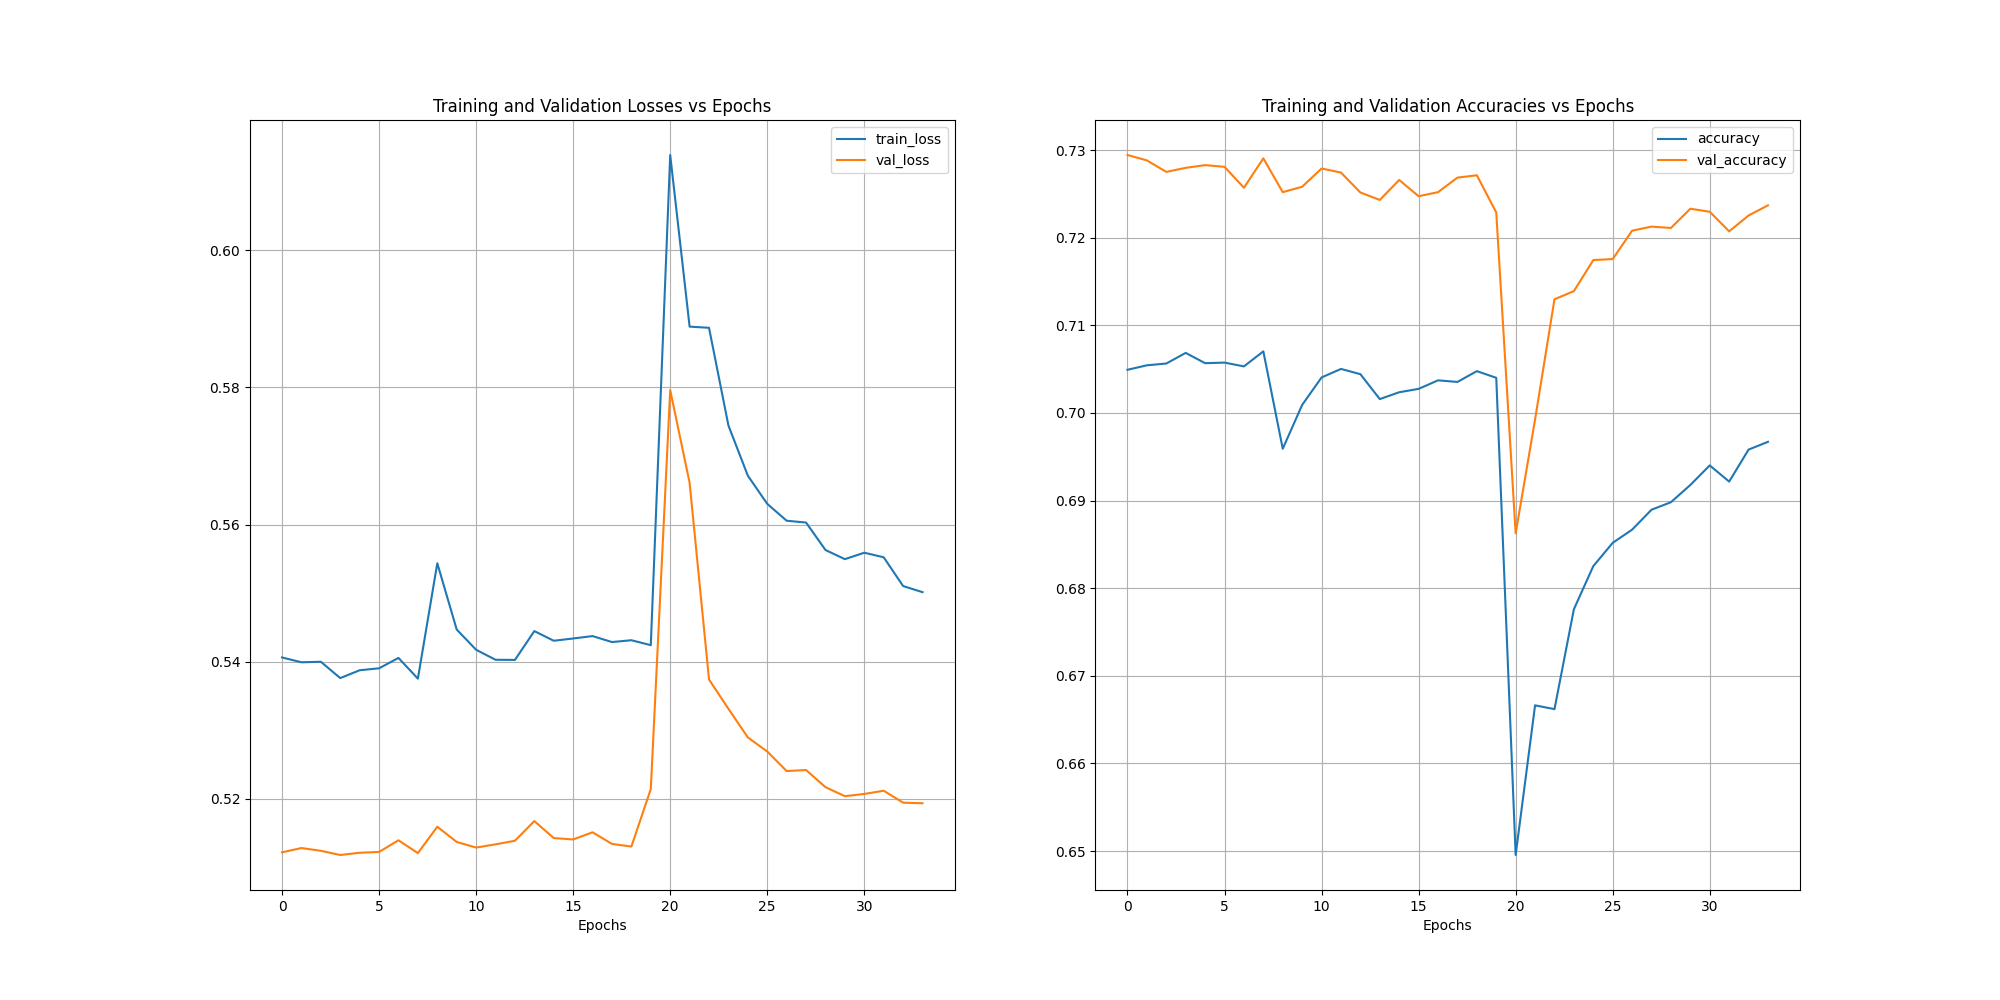 Training and Validation Losses vs Epochs
train_loss
val_loss
0.60
0.58
0.56
0.54
0.52
0 5 10 15 20 25 30
Epochs
Training and Validation Accuracies vs Epochs
accuracy
val_accuracy
0.73
0.72
0.71
0.70
0.69
0.68
0.67
0.66
0.65
0 5 10 15 20 25 30
Epochs